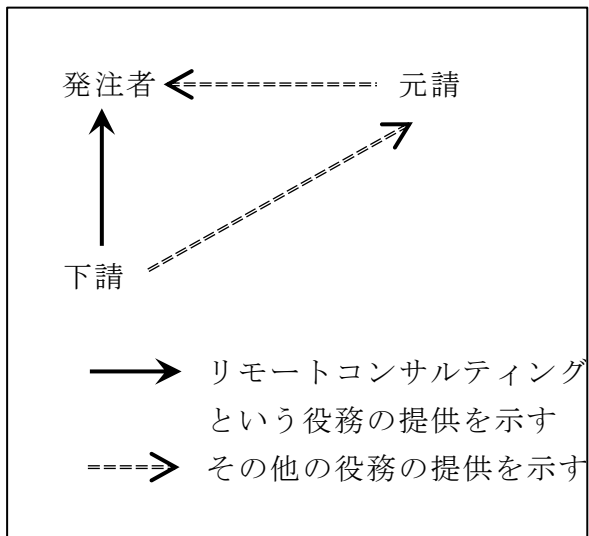 発注者
元請
下請
リモートコンサルティング
という役務の提供を示す
その他の役務の提供を示す